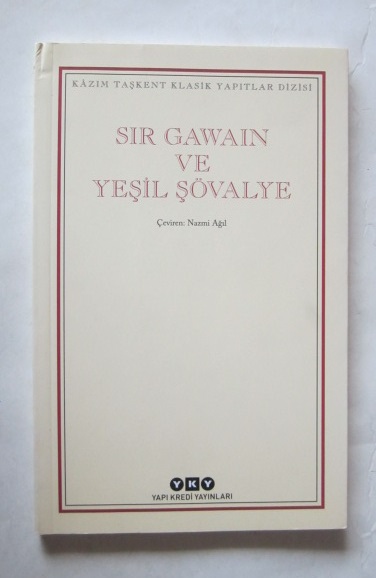 KÂZIM TAŞKENT KLASİK YAPITLAR DİZİSİ
SIR GAWAIN
VE
YEŞİL ŞÖVALYE
Çeviren: Nazmi Ağıl
YKY
YAPI KREDİ YAYINLARI